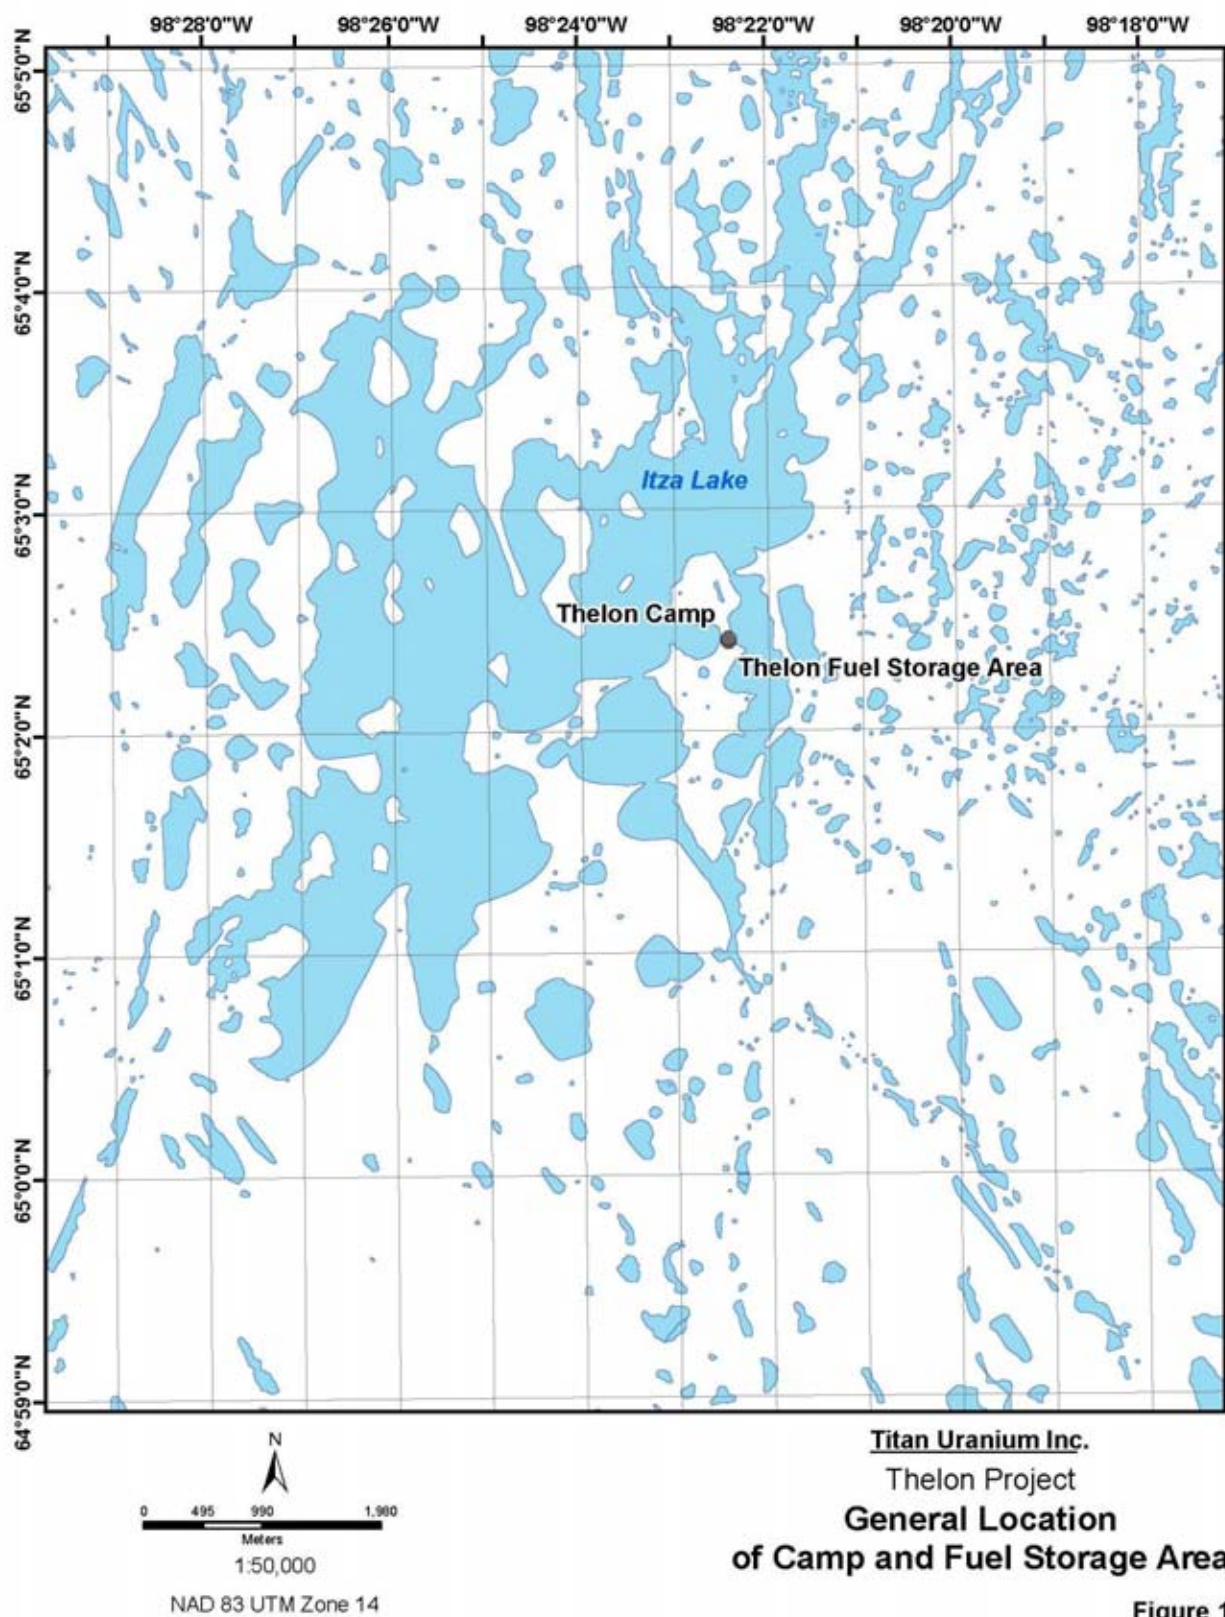 98°28'0"W 98°26'0"W 98°24'0"W 98°22'0"W 98°20'0"W 98°18'0"W
65°5'0"N
65°4'0"N
65°3'0"N
65°2'0"N
65°1'0"N
65°0'0"N
64°59'0"N
Itza Lake
Thelon Camp
Thelon Fuel Storage Area
N
0 495 990 1,980
Meters
1:50,000
NAD 83 UTM Zone 14
Titan Uranium Inc.
Thelon Project
General Location
of Camp and Fuel Storage Area
Figure 1